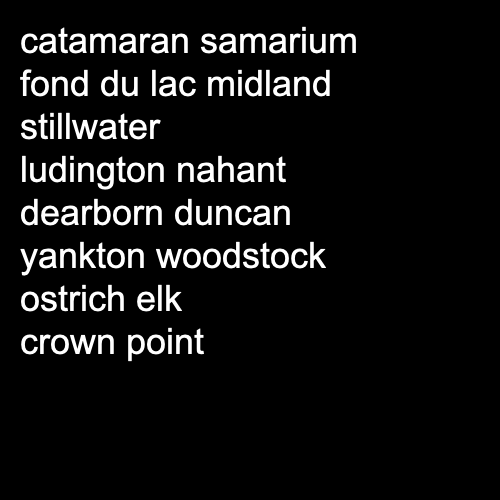 catamaran samarium
fond du lac midland
stillwater
ludington nahant
dearborn duncan
yankton woodstock
ostrich elk
crown point